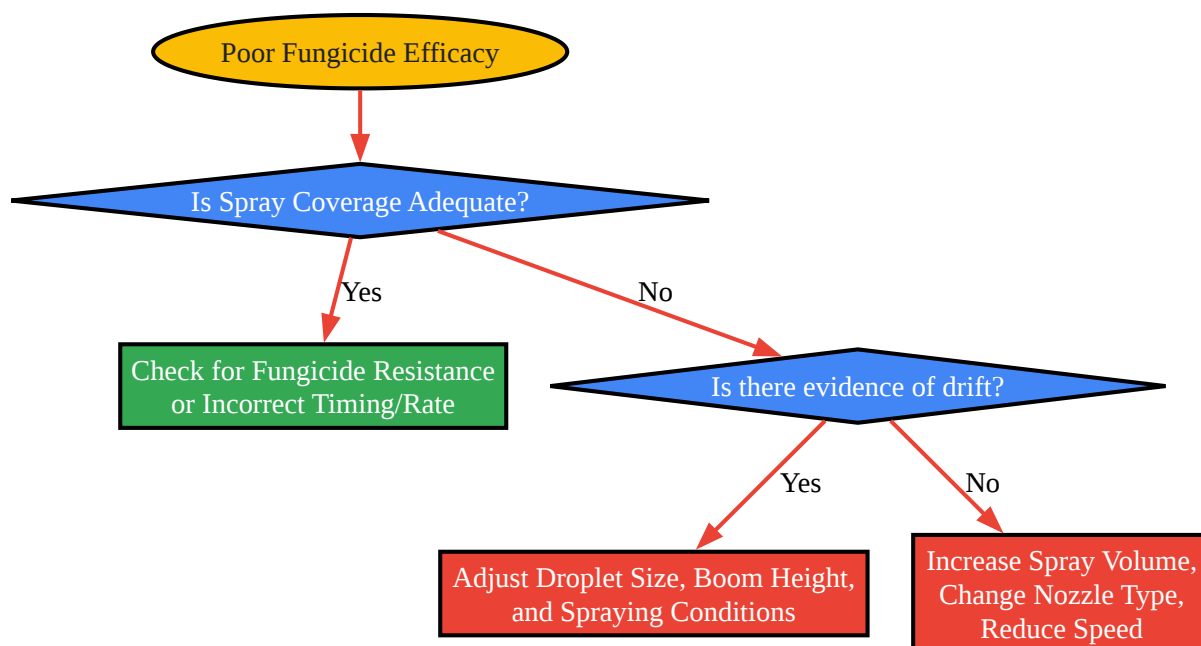 Poor Fungicide Efficacy
Is Spray Coverage Adequate?
Yes
No
Check for Fungicide Resistance
or Incorrect Timing/Rate
Is there evidence of drift?
Yes
No
Adjust Droplet Size, Boom Height,
and Spraying Conditions
Increase Spray Volume,
Change Nozzle Type,
Reduce Speed